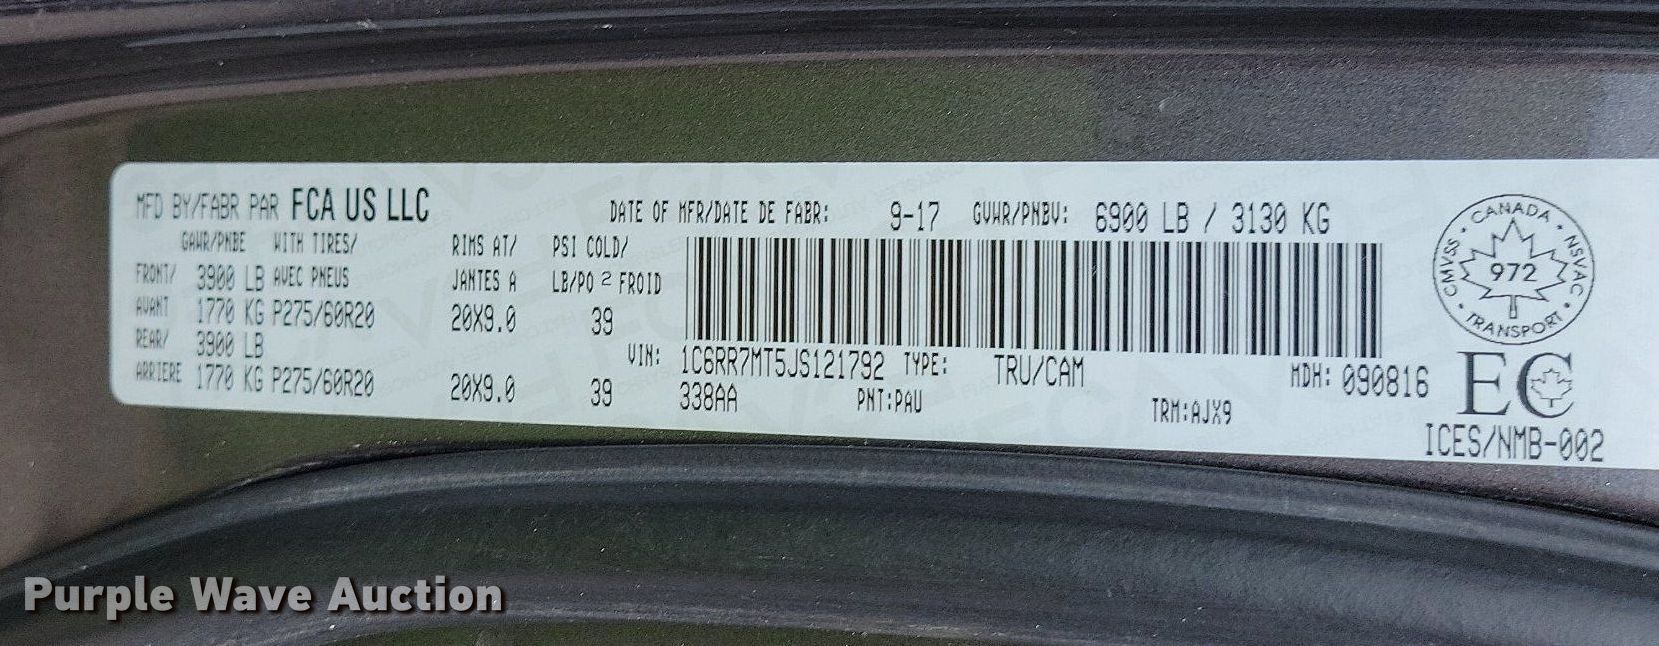 MFD BY/FABR PAR FCA US LLC
DATE OF MFR/DATE DE FABR: 9-17 GVWR/PNBV: 6900 LB / 3130 KG
GAWR/PNBE WITH TIRES/ RIMS AT/ PSI COLD/
FRONT/ 3900 LB AVEC PNEUS JANTES A LB/PO 2 FROID
AVANT 1770 KG P275/60R20 20X9.0 39
REAR/ 3900 LB
ARRIERE 1770 KG P275/60R20 20X9.0 39
VIN: 1C6RR7MT5JS121792 TYPE: TRU/CAM MDH: 090816
338AA PNT:PAU TRM:AJX9
CANADA
CMVSS 972 NSVAC
TRANSPORT
EC
ICES/NMB-002
Purple Wave Auction